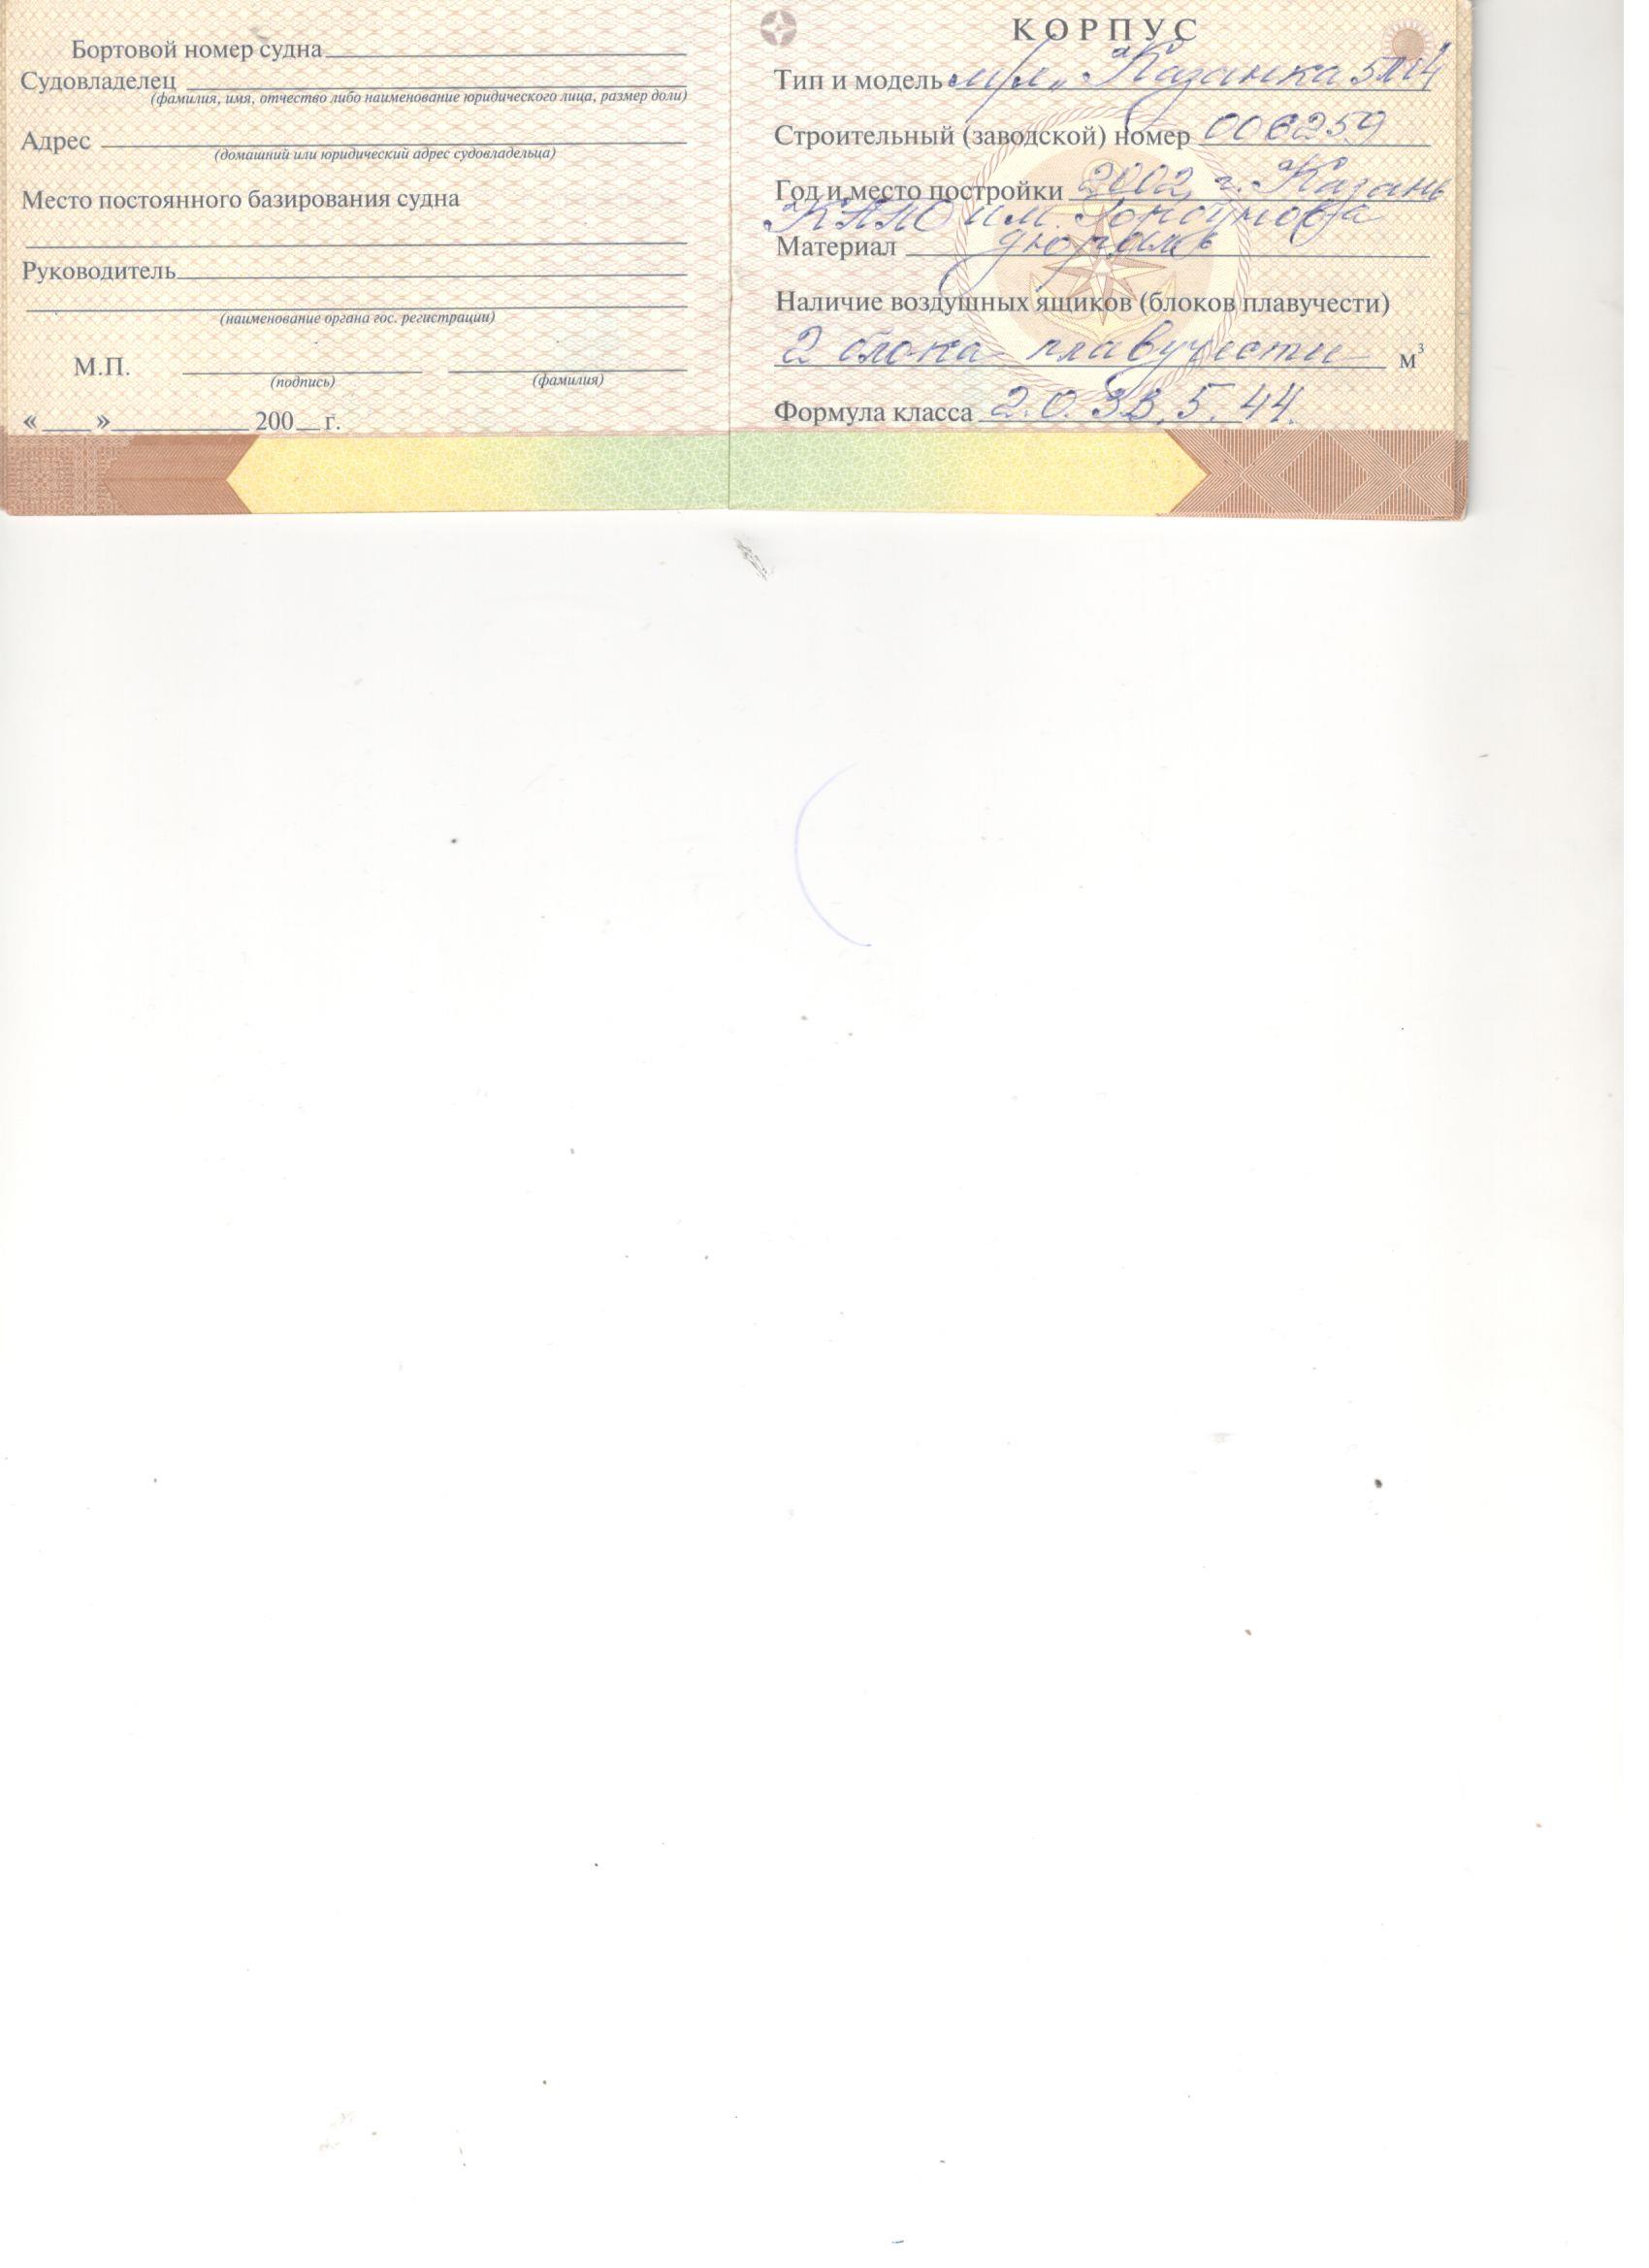 Бортовой номер судна
Судовладелец
(фамилия, имя, отчество либо наименование юридического лица, размер доли)
Адрес
(домашний или юридический адрес судовладельца)
Место постоянного базирования судна
Руководитель
(наименование органа гос. регистрации)
М.П.
(подпись) (фамилия)
« » 200 г.
КОРПУС
Тип и модель м/л „Казанка 5М4
Строительный (заводской) номер 006259
Год и место постройки 2002, г. Казань
КАПО им. Горбунова
Материал дюраль
Наличие воздушных ящиков (блоков плавучести)
2 блока плавучести м³
Формула класса 2.0. 3В.5.44.